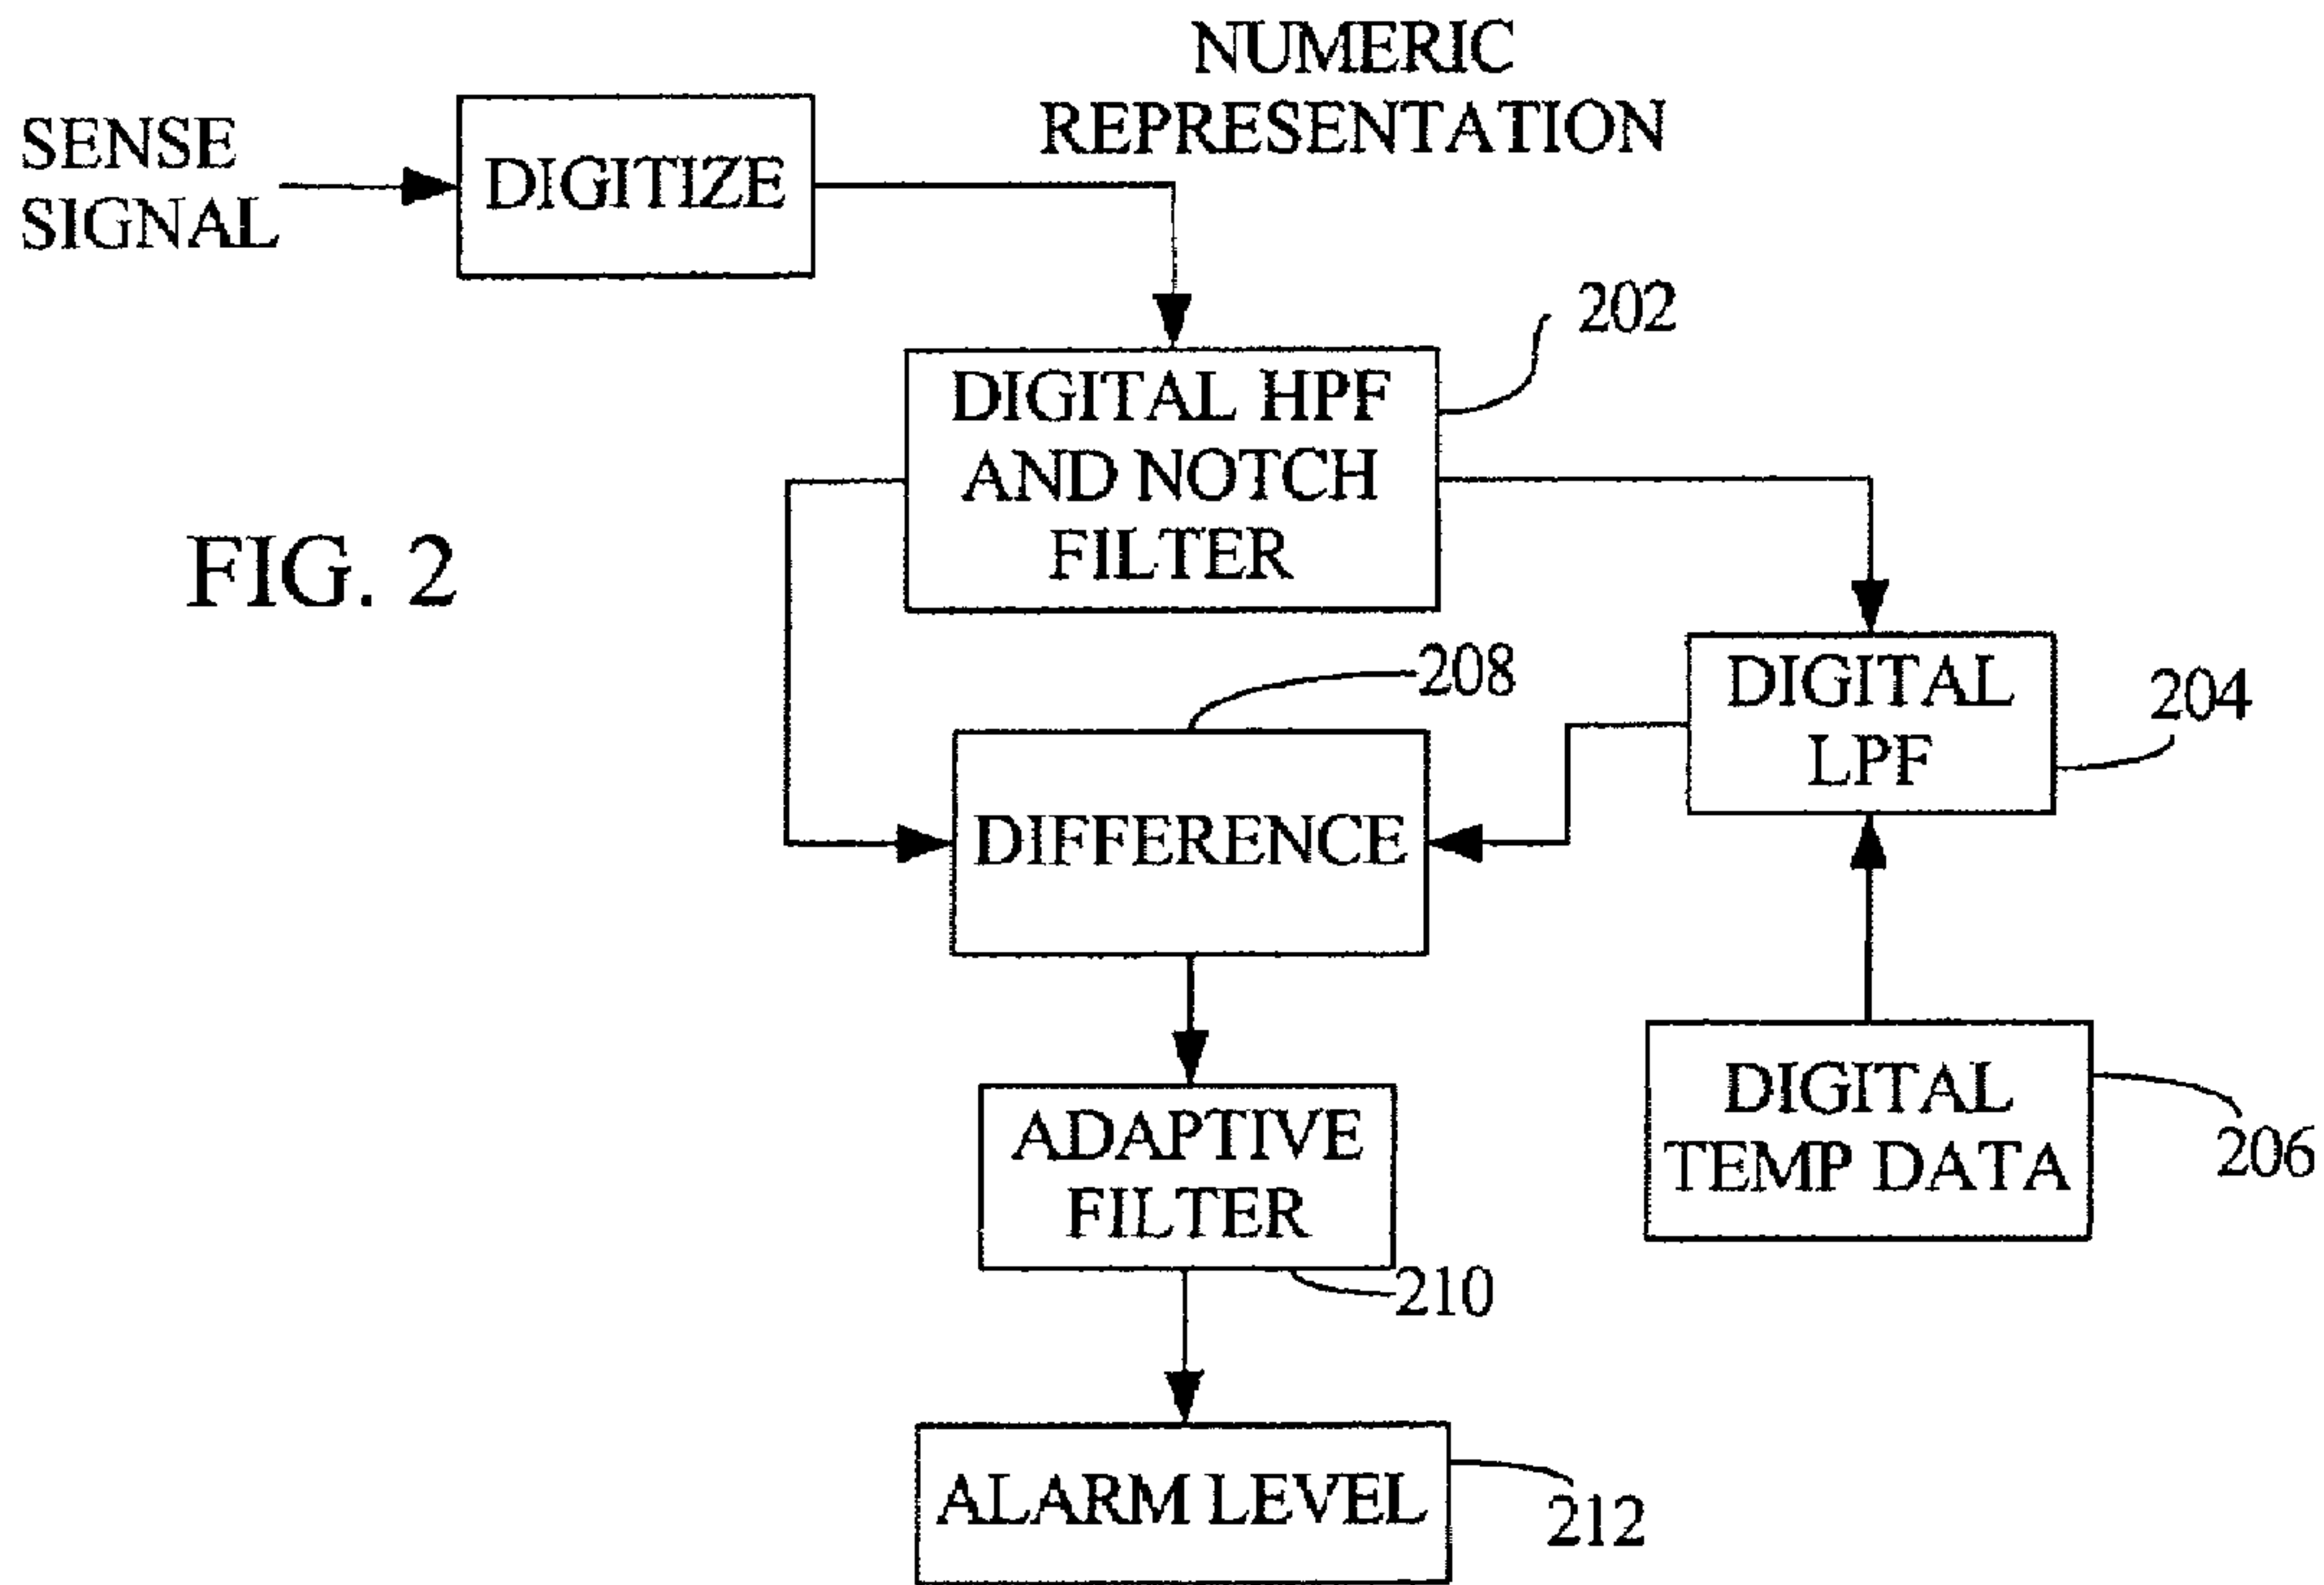 NUMERIC
REPRESENTATION
SENSE
SIGNAL
DIGITIZE
202
DIGITAL HPF
AND NOTCH
FILTER
FIG. 2
208
DIGITAL
LPF
204
DIFFERENCE
ADAPTIVE
FILTER
210
DIGITAL
TEMP DATA
206
ALARM LEVEL
212